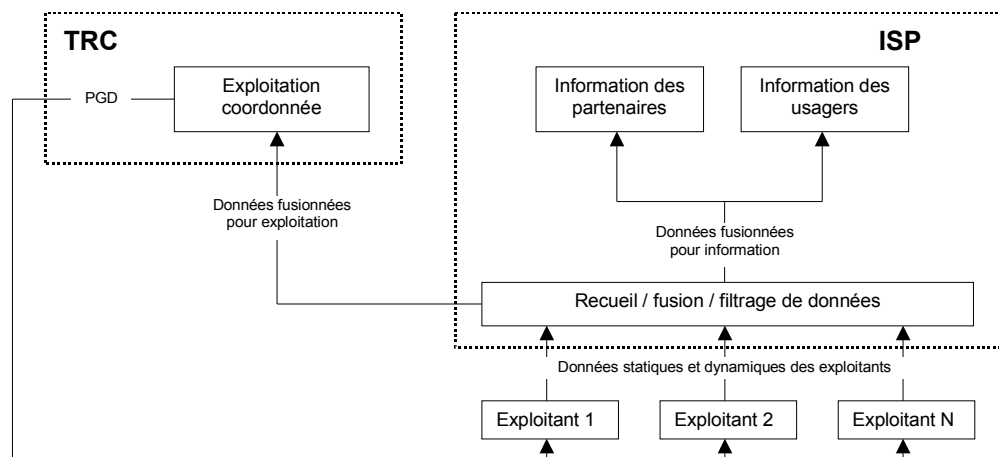 TRC
ISP
PGD
Exploitation
coordonnée
Information des
partenaires
Information des
usagers
Données fusionnées
pour exploitation
Données fusionnées
pour information
Recueil / fusion / filtrage de données
Données statiques et dynamiques des exploitants
Exploitant 1
Exploitant 2
Exploitant N